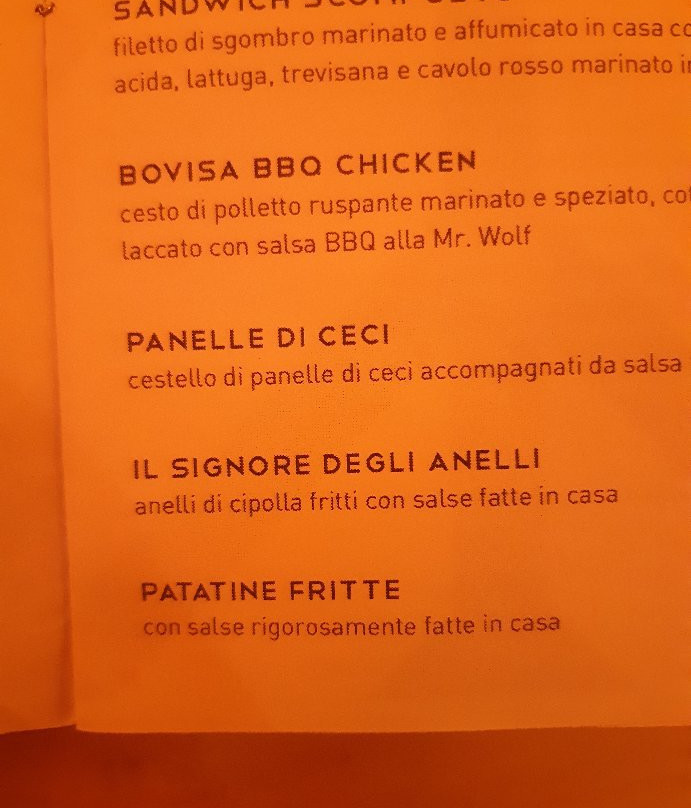 SANDWICH
filetto di sgombro marinato e affumicato in casa
acida, lattuga, trevisana e cavolo rosso marinato
BOVISA BBQ CHICKEN
cesto di polletto ruspante marinato e speziato,
laccato con salsa BBQ alla Mr. Wolf
PANELLE DI CECI
cestello di panelle di ceci accompagnati da salsa
IL SIGNORE DEGLI ANELLI
anelli di cipolla fritti con salse fatte in casa
PATATINE FRITTE
con salse rigorosamente fatte in casa